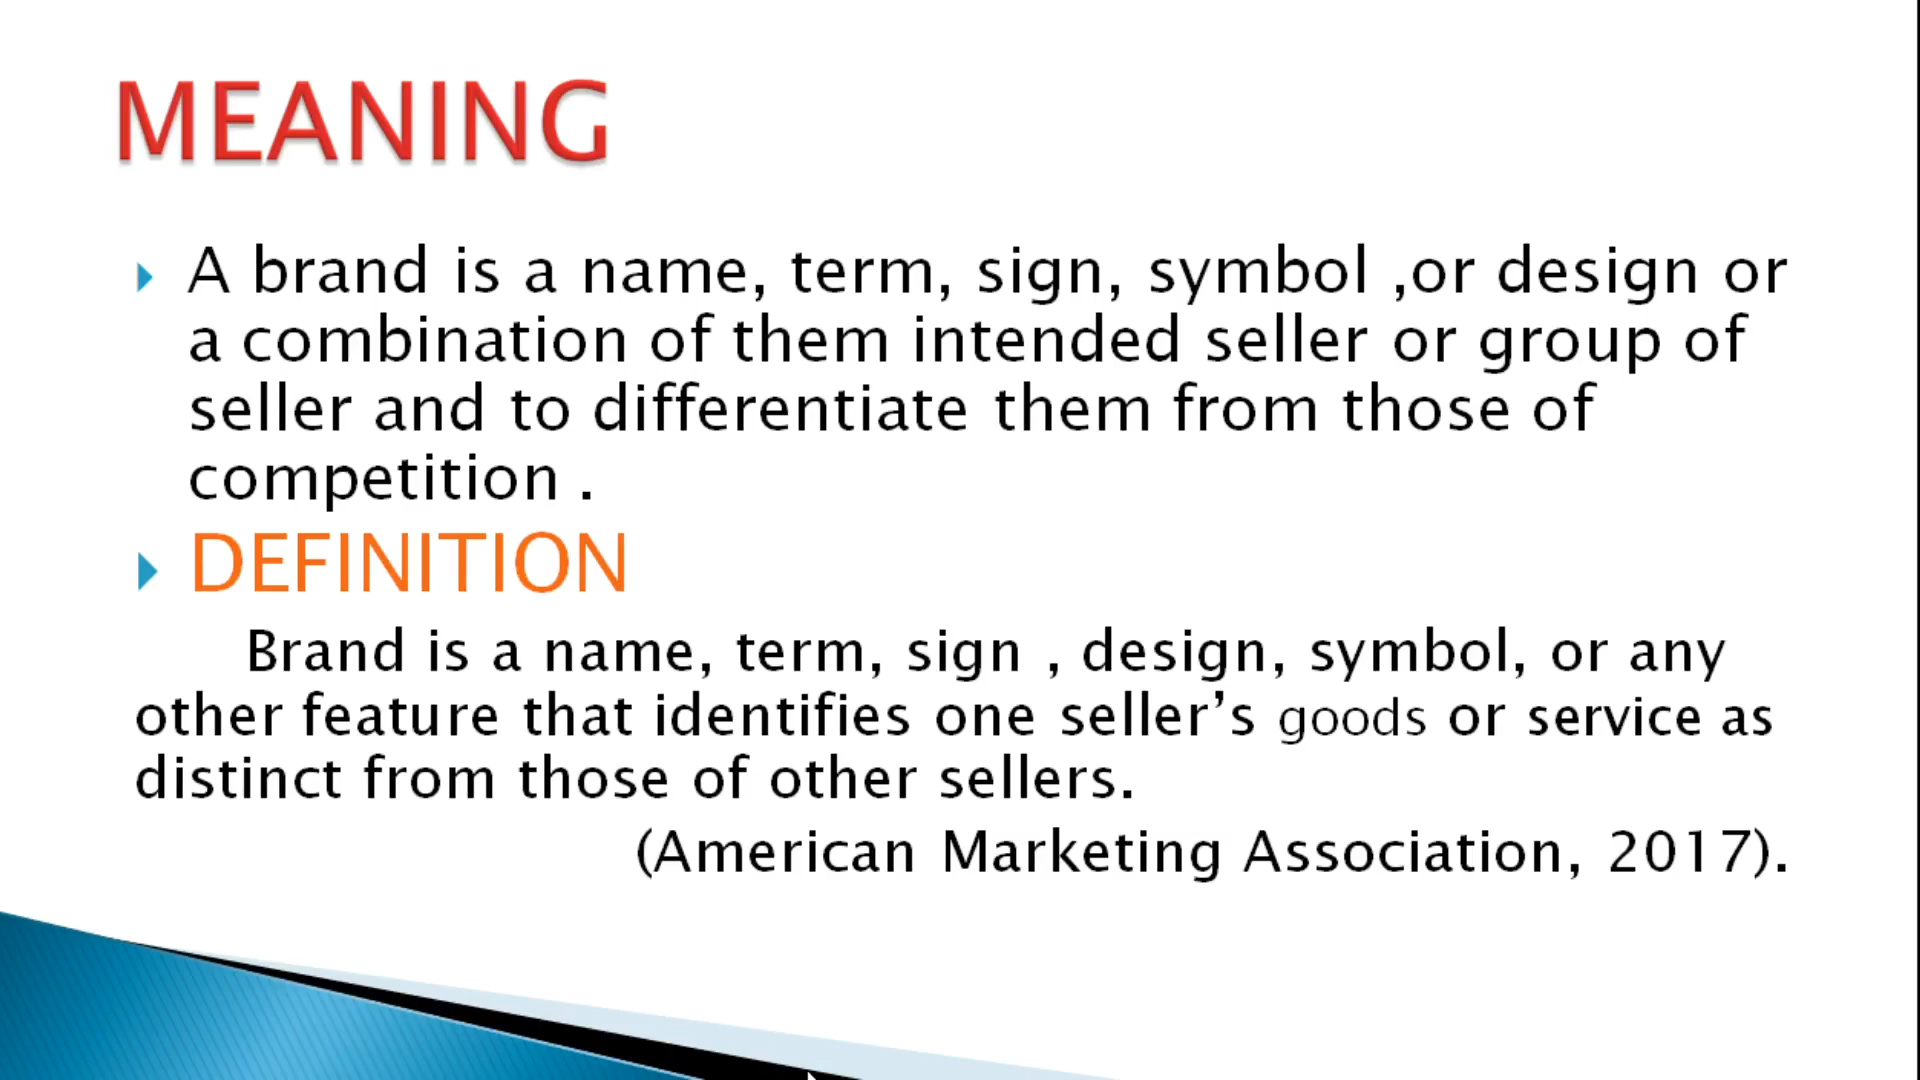 MEANING
A brand is a name, term, sign, symbol ,or design or
a combination of them intended seller or group of
seller and to differentiate them from those of
competition .
DEFINITION
Brand is a name, term, sign , design, symbol, or any
other feature that identifies one seller’s goods or service as
distinct from those of other sellers.
(American Marketing Association, 2017).